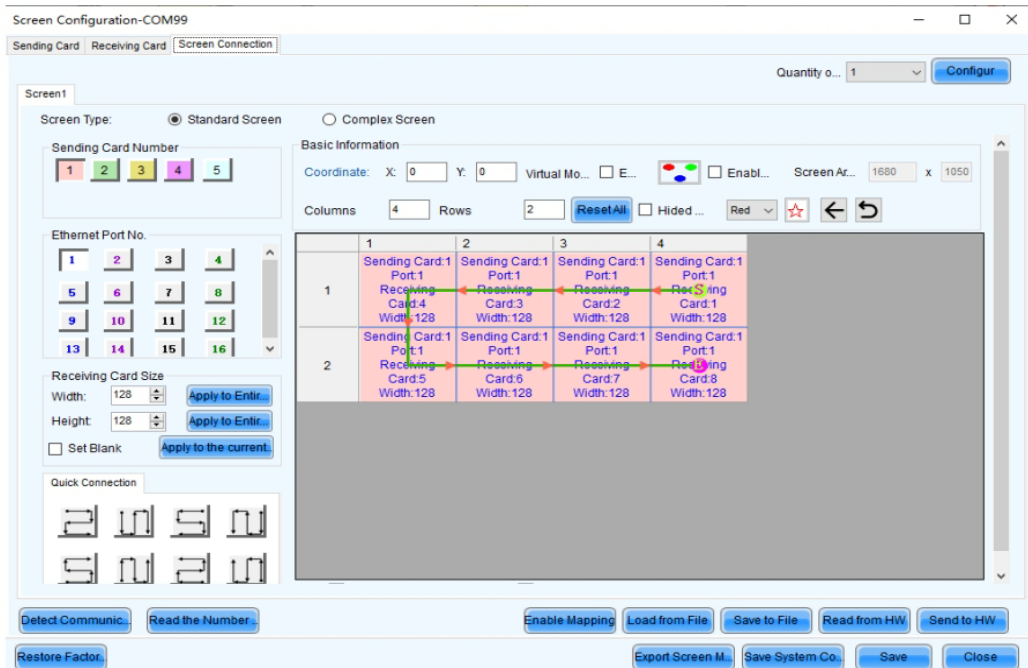 Screen Configuration-COM99
Sending Card Receiving Card Screen Connection
Quantity o... 1 Configur
Screen1
Screen Type: Standard Screen Complex Screen
Sending Card Number
1 2 3 4 5
Basic Information
Coordinate: X: 0 Y: 0 Virtual Mo... E... Enabl... Screen Ar... 1680 x 1050
Columns 4 Rows 2 Reset All Hided ... Red
Ethernet Port No.
1 2 3 4
5 6 7 8
9 10 11 12
13 14 15 16
1 2 3 4
1
Sending Card:1 Sending Card:1 Sending Card:1 Sending Card:1
Port:1 Port:1 Port:1 Port:1
Receiving Receiving Receiving Receiving
S
Card:4 Card:3 Card:2 Card:1
Width:128 Width:128 Width:128 Width:128
2
Sending Card:1 Sending Card:1 Sending Card:1 Sending Card:1
Port:1 Port:1 Port:1 Port:1
Receiving Receiving Receiving Receiving
Card:5 Card:6 Card:7 Card:8
Width:128 Width:128 Width:128 Width:128
Receiving Card Size
Width: 128 Apply to Entir...
Height: 128 Apply to Entir...
Set Blank Apply to the current.
Quick Connection
Detect Communic... Read the Number Enable Mapping Load from File Save to File Read from HW Send to HW
Restore Factor... Export Screen M... Save System Co... Save Close